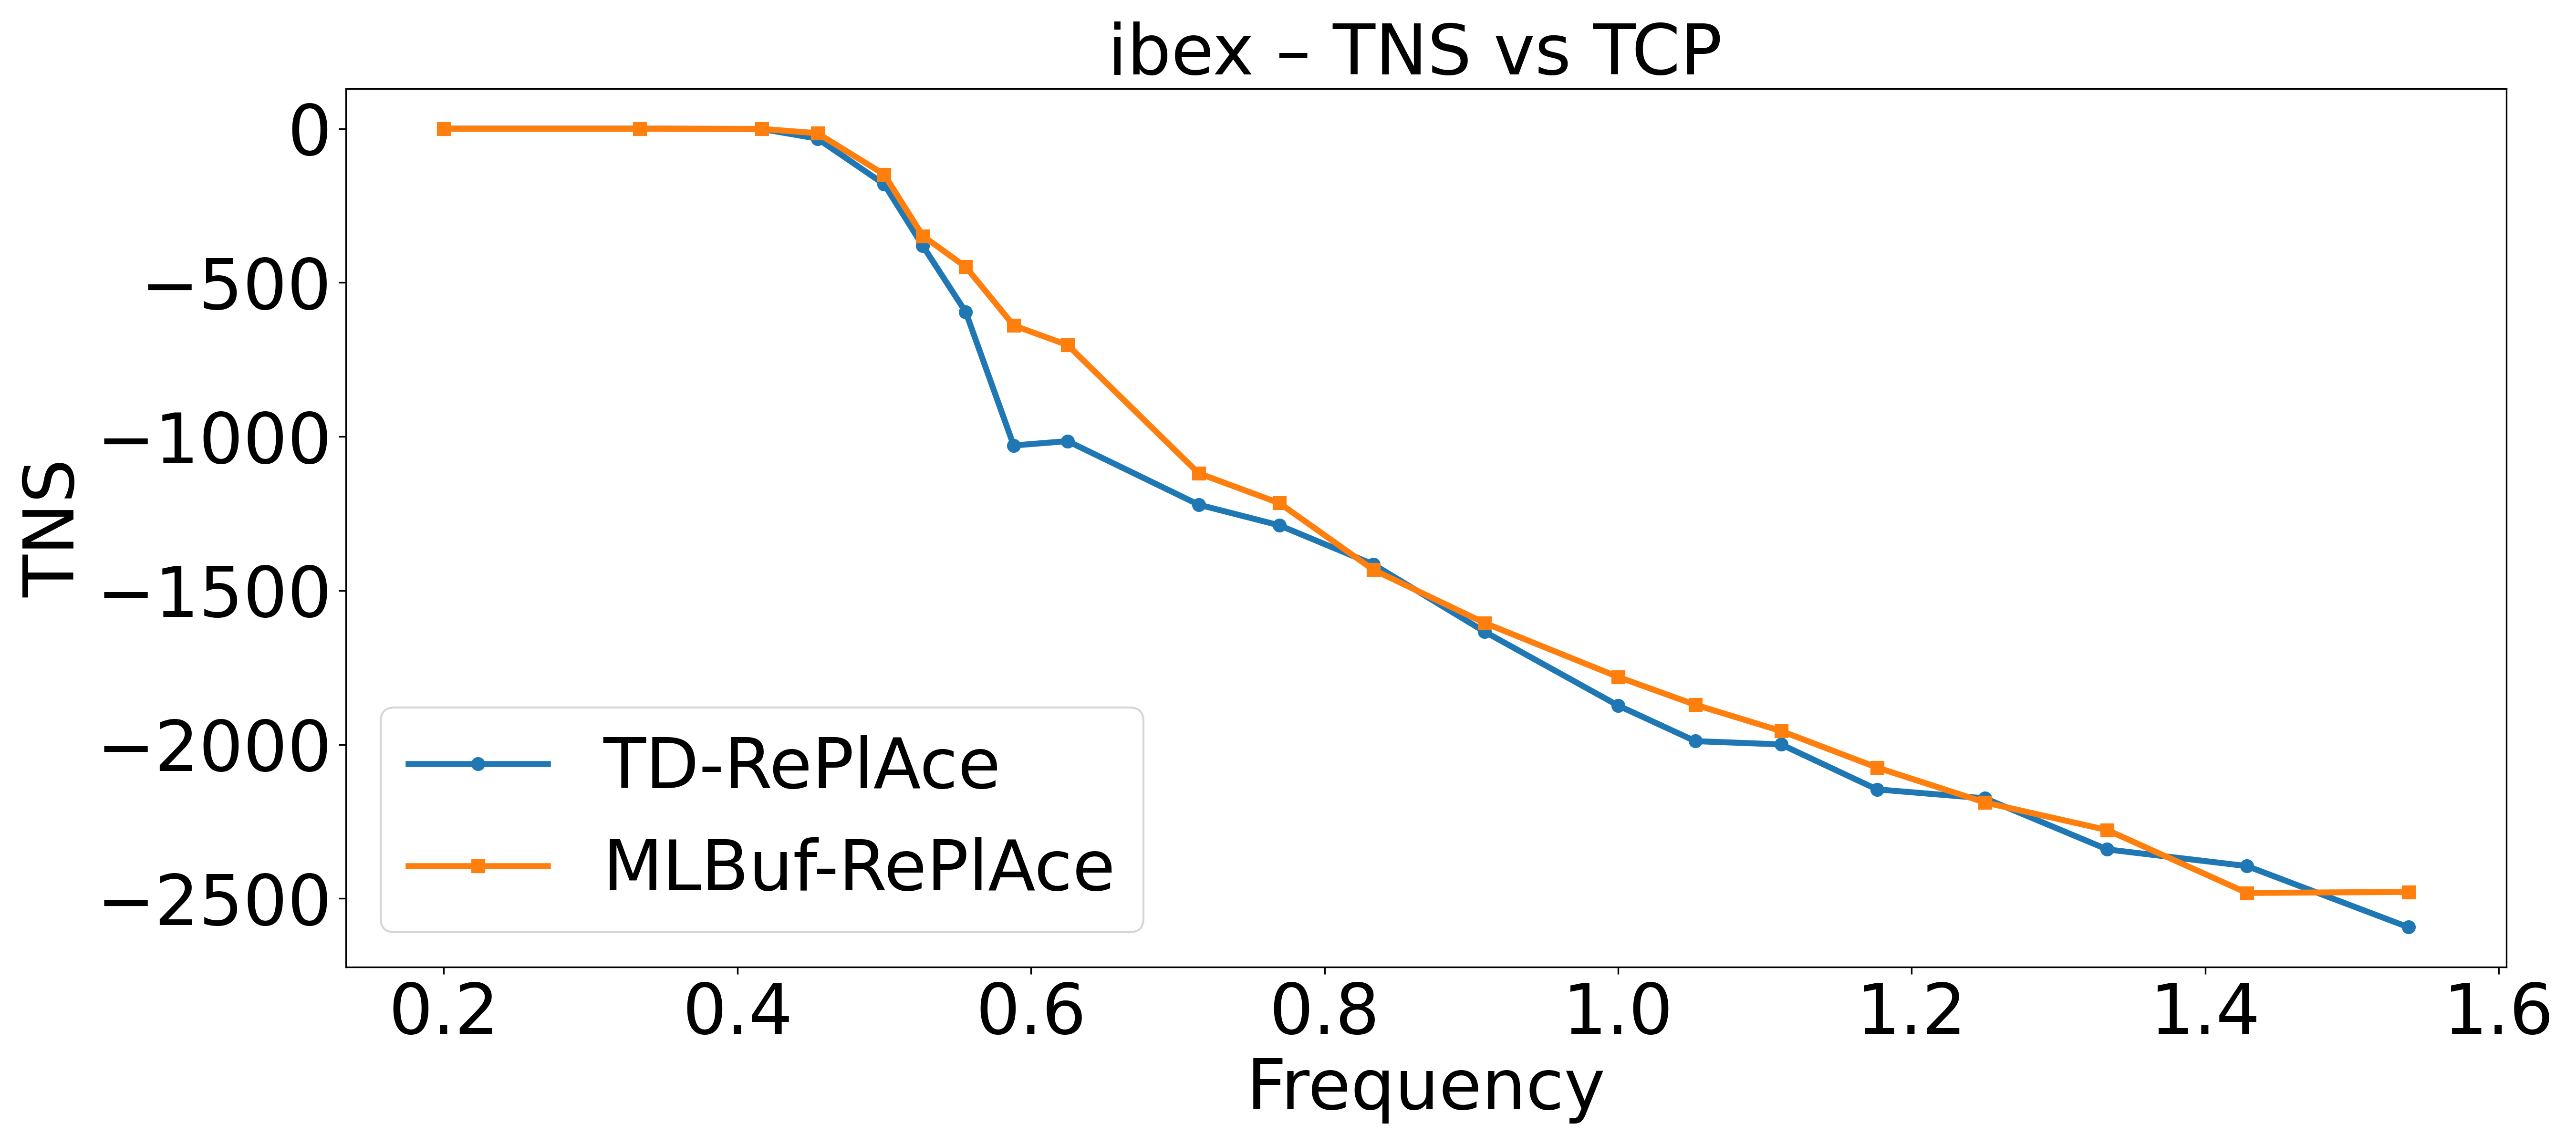 ibex – TNS vs TCP
TNS
0
−500
−1000
−1500
−2000
−2500
TD-RePlAce
MLBuf-RePlAce
0.2 0.4 0.6 0.8 1.0 1.2 1.4 1.6
Frequency